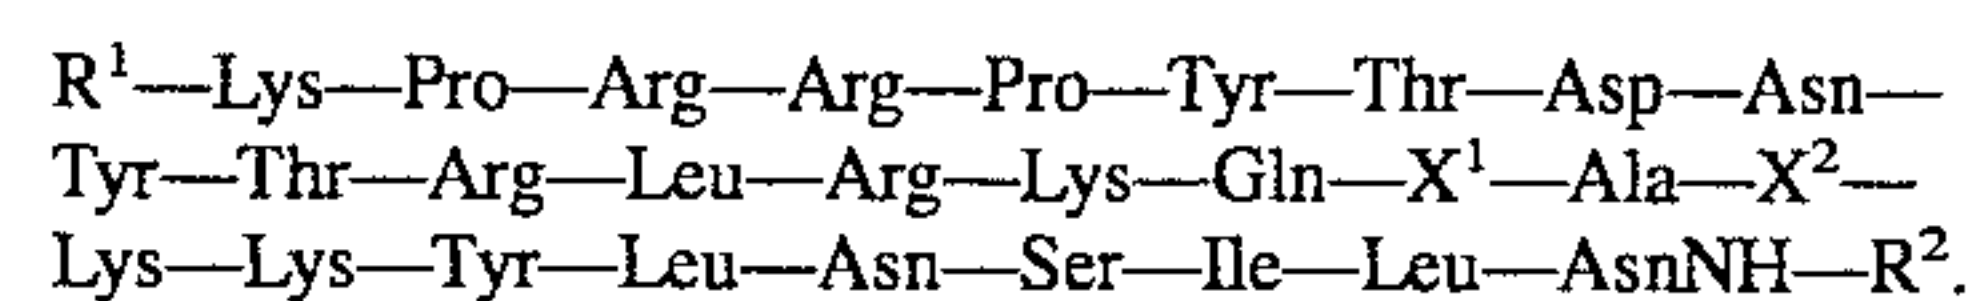 R¹—Lys—Pro—Arg—Arg—Pro—Tyr—Thr—Asp—Asn—
Tyr—Thr—Arg—Leu—Arg—Lys—Gln—X¹—Ala—X²—
Lys—Lys—Tyr—Leu—Asn—Ser—Ile—Leu—AsnNH—R².